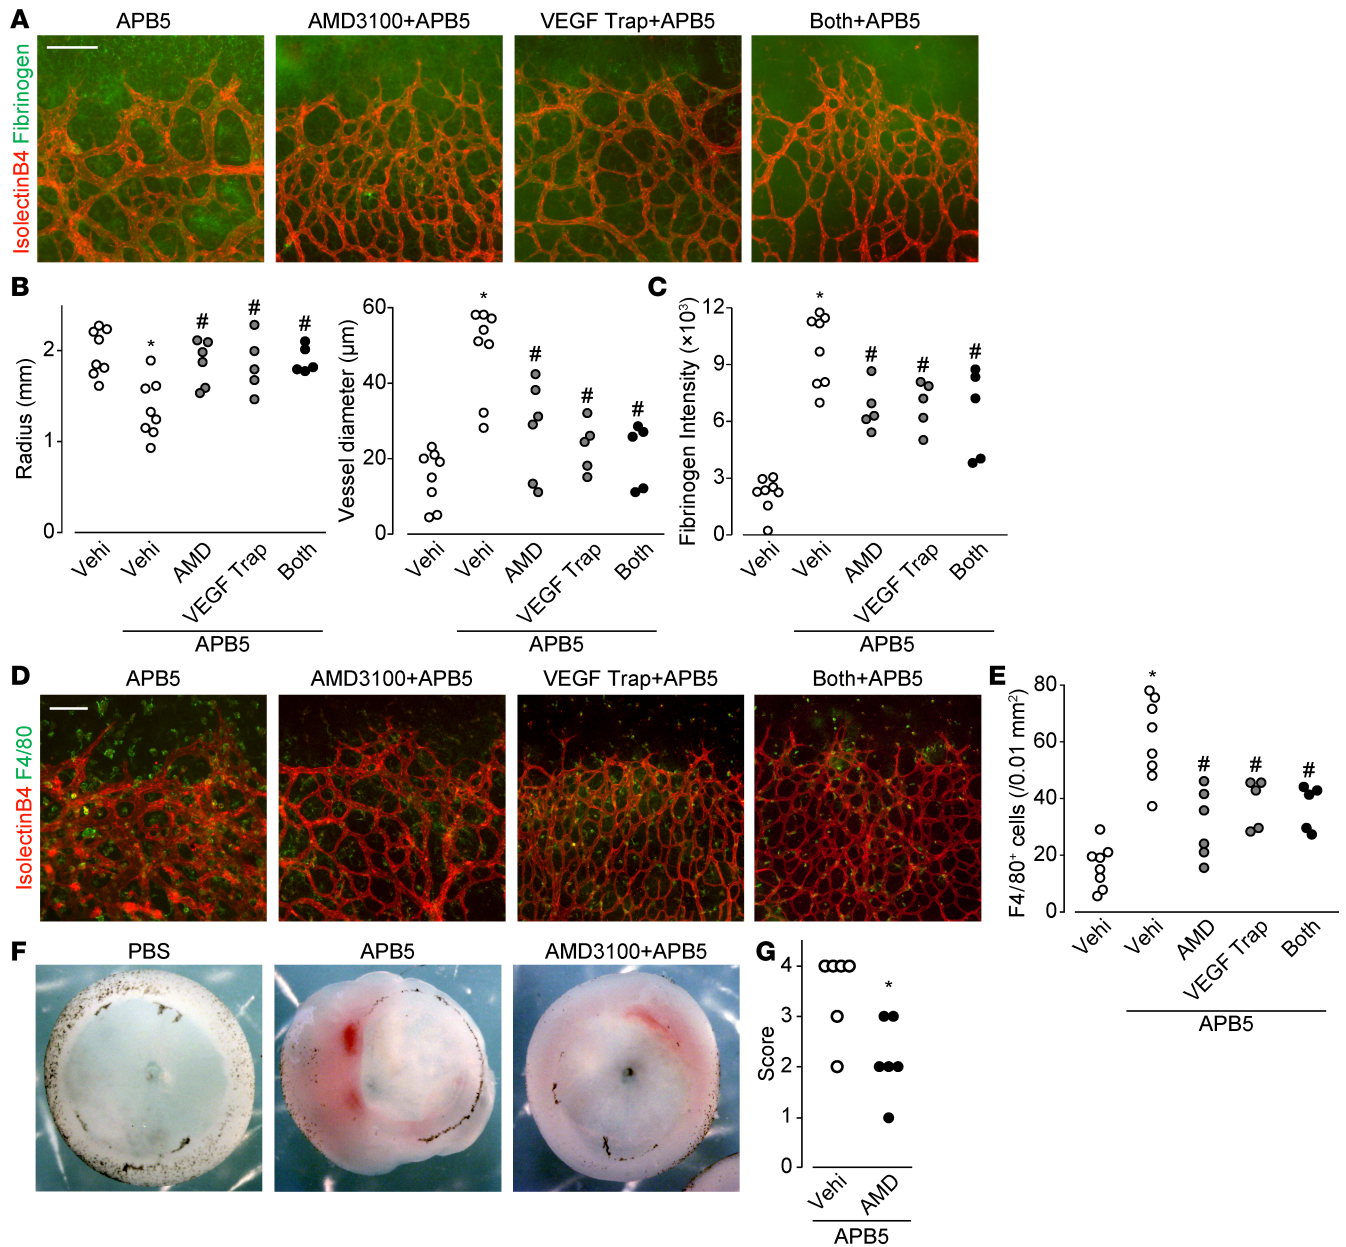 A
APB5
AMD3100+APB5
VEGF Trap+APB5
Both+APB5
IsolectinB4 Fibrinogen
B
Radius (mm)
2
1
0
*
#
#
#
Vehi
Vehi
AMD
VEGF Trap
Both
APB5
Vessel diameter (μm)
60
40
20
0
*
#
#
#
Vehi
Vehi
AMD
VEGF Trap
Both
APB5
C
Fibrinogen Intensity (×10³)
12
9
6
3
0
*
#
#
#
Vehi
Vehi
AMD
VEGF Trap
Both
APB5
D
APB5
AMD3100+APB5
VEGF Trap+APB5
Both+APB5
IsolectinB4 F4/80
E
F4/80⁺ cells (/0.01 mm²)
80
60
40
20
0
*
#
#
#
Vehi
Vehi
AMD
VEGF Trap
Both
APB5
F
PBS
APB5
AMD3100+APB5
G
Score
4
3
2
1
0
*
Vehi
AMD
APB5